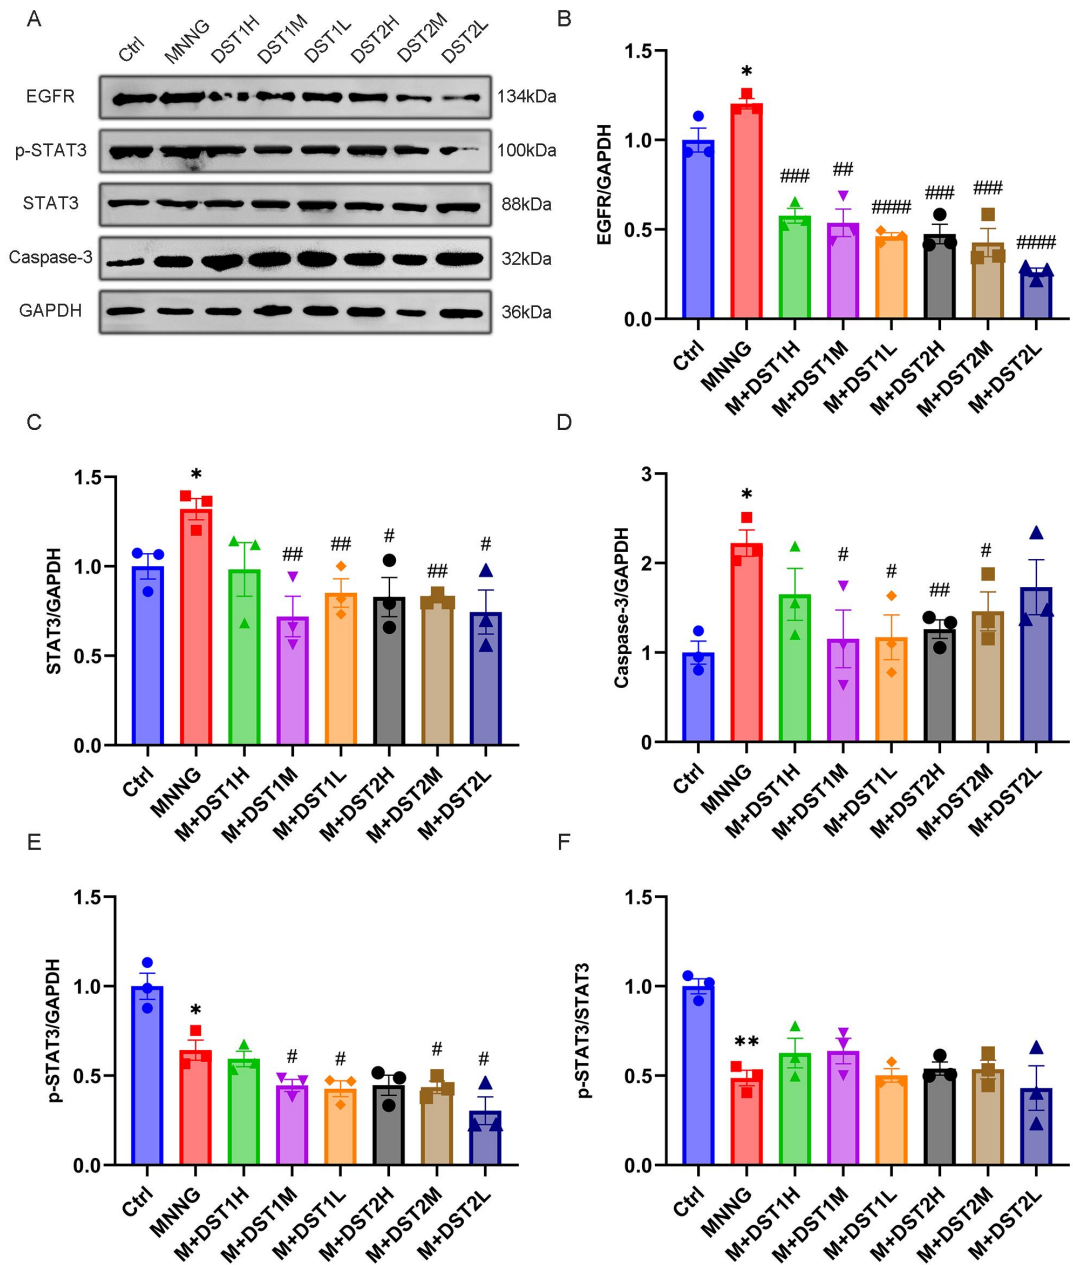 A
Ctrl MNNG DST1H DST1M DST1L DST2H DST2M DST2L
EGFR 134kDa
p-STAT3 100kDa
STAT3 88kDa
Caspase-3 32kDa
GAPDH 36kDa
B
EGFR/GAPDH
1.5
1.0
0.5
0.0
* ### ## #### ### ### ####
Ctrl MNNG M+DST1H M+DST1M M+DST1L M+DST2H M+DST2M M+DST2L
C
STAT3/GAPDH
1.5
1.0
0.5
0.0
* ## ## # ## #
Ctrl MNNG M+DST1H M+DST1M M+DST1L M+DST2H M+DST2M M+DST2L
D
Caspase-3/GAPDH
3
2
1
0
* # # ## #
Ctrl MNNG M+DST1H M+DST1M M+DST1L M+DST2H M+DST2M M+DST2L
E
p-STAT3/GAPDH
1.5
1.0
0.5
0.0
* # # # #
Ctrl MNNG M+DST1H M+DST1M M+DST1L M+DST2H M+DST2M M+DST2L
F
p-STAT3/STAT3
1.5
1.0
0.5
0.0
**
Ctrl MNNG M+DST1H M+DST1M M+DST1L M+DST2H M+DST2M M+DST2L